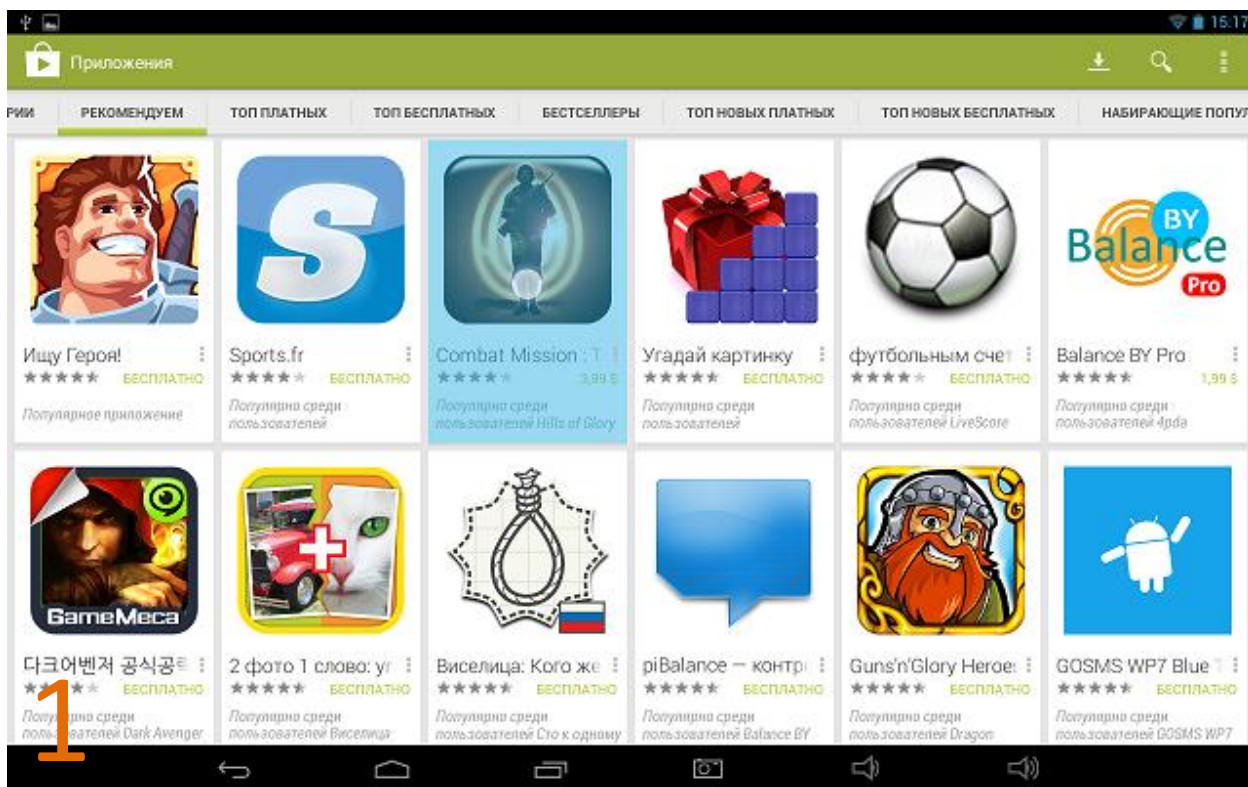 15:17
Приложения
РИИ РЕКОМЕНДУЕМ ТОП ПЛАТНЫХ ТОП БЕСПЛАТНЫХ БЕСТСЕЛЛЕРЫ ТОП НОВЫХ ПЛАТНЫХ ТОП НОВЫХ БЕСПЛАТНЫХ НАБИРАЮЩИЕ ПОПУЛ
S BY
Balance
Pro
Ищу Героя! Sports.fr Combat Mission : T Угадай картинку футбольным счет Balance BY Pro
БЕСПЛАТНО БЕСПЛАТНО 3,99 $ БЕСПЛАТНО БЕСПЛАТНО 1,99 $
Популярное приложение Популярно среди пользователей Популярно среди пользователей Hills of Glory Популярно среди пользователей Популярно среди пользователей LiveScore Популярно среди пользователей 4pda
GameMeca
다크어벤저 공식공 2 фото 1 слово: уг Виселица: Кого же piBalance — контр Guns'n'Glory Heroe GOSMS WP7 Blue T
БЕСПЛАТНО БЕСПЛАТНО БЕСПЛАТНО БЕСПЛАТНО БЕСПЛАТНО БЕСПЛАТНО
Популярно среди пользователей Dark Avenger Популярно среди пользователей Виселица Популярно среди пользователей Сто к одному Популярно среди пользователей Balance BY Популярно среди пользователей Dragon Популярно среди пользователей GOSMS WP7
1